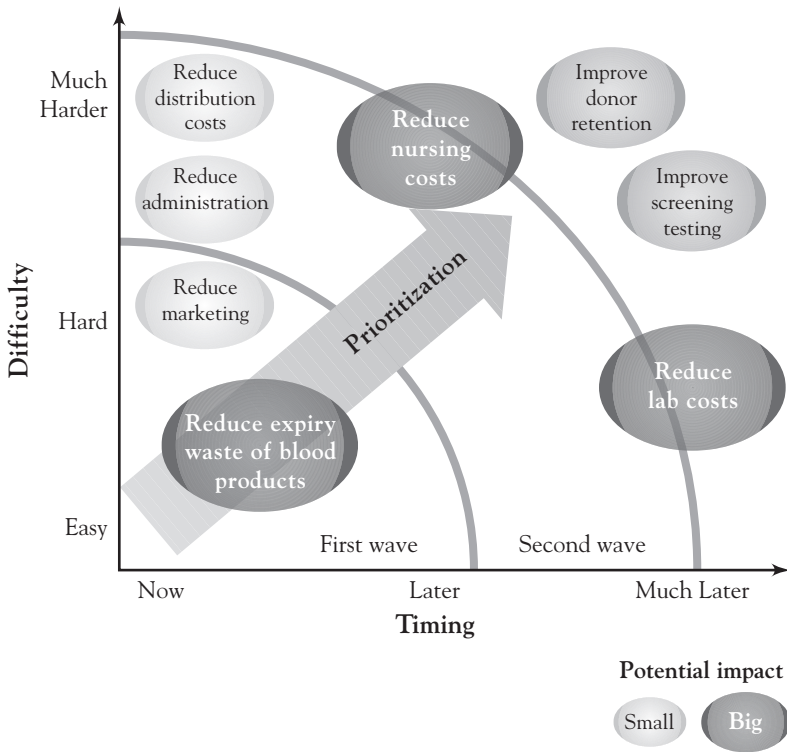 Much
Harder
Hard
Easy
Difficulty
Reduce
distribution
costs
Reduce
administration
Reduce
marketing
Reduce
nursing
costs
Improve
donor
retention
Improve
screening
testing
Prioritization
Reduce
lab costs
Reduce expiry
waste of blood
products
First wave
Second wave
Now
Later
Much Later
Timing
Potential impact
Small
Big